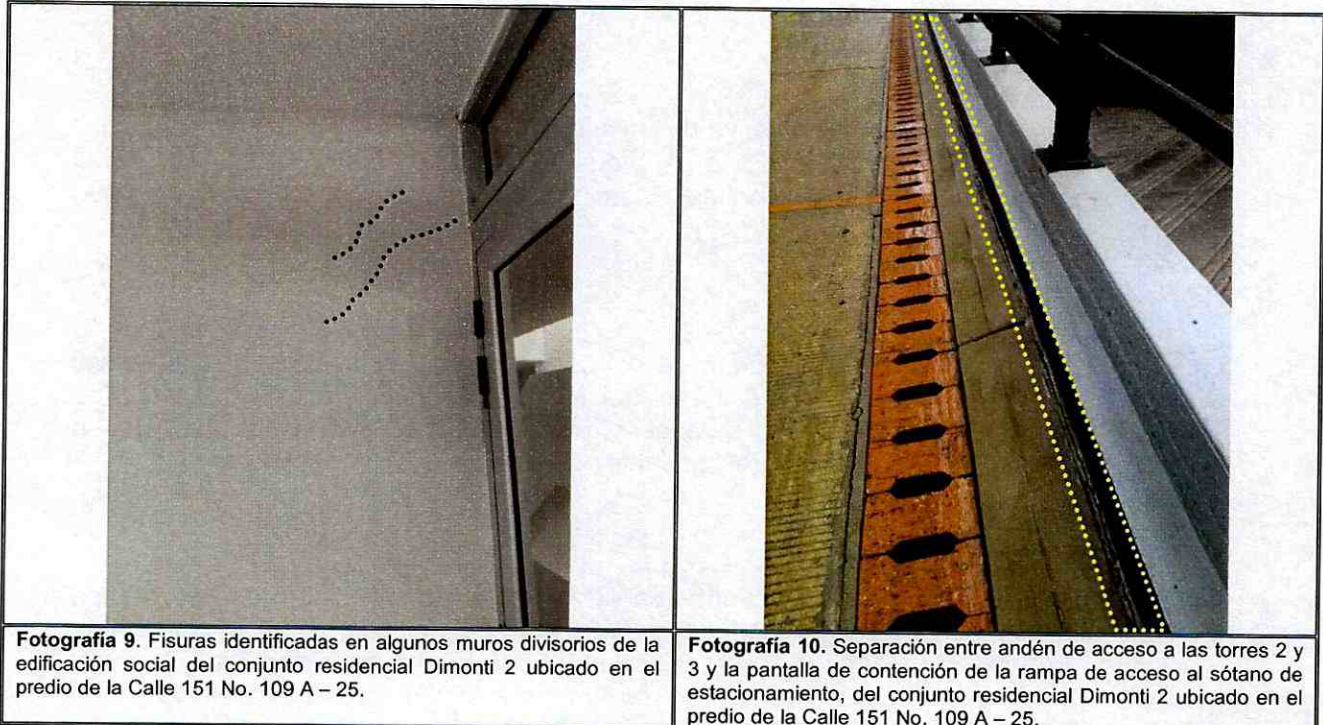 Fotografía 9. Fisuras identificadas en algunos muros divisorios de la
edificación social del conjunto residencial Dimonti 2 ubicado en el
predio de la Calle 151 No. 109 A – 25.
Fotografía 10. Separación entre andén de acceso a las torres 2 y
3 y la pantalla de contención de la rampa de acceso al sótano de
estacionamiento, del conjunto residencial Dimonti 2 ubicado en el
predio de la Calle 151 No. 109 A – 25.